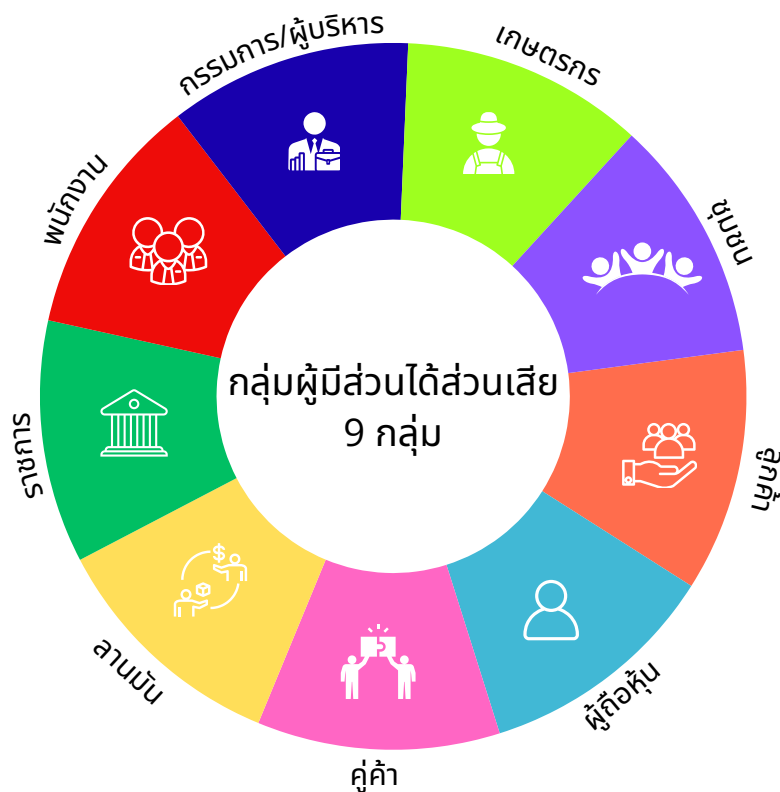 กรรมการ/ผู้บริหาร
เกษตรกร
ชุมชน
ลูกค้า
ผู้ถือหุ้น
คู่ค้า
ลานมัน
ราชการ
พนักงาน
กลุ่มผู้มีส่วนได้ส่วนเสีย
9 กลุ่ม